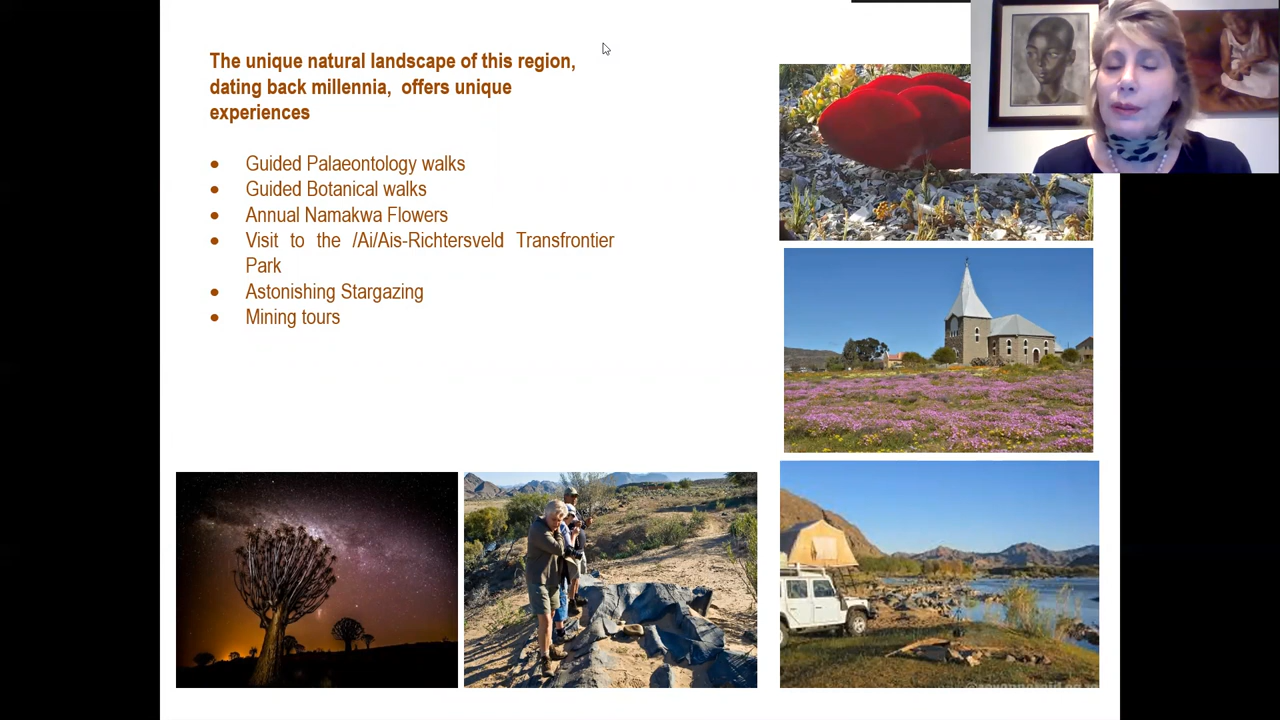 The unique natural landscape of this region,
dating back millennia,  offers unique
experiences
• Guided Palaeontology walks
• Guided Botanical walks
• Annual Namakwa Flowers
• Visit to the /Ai/Ais-Richtersveld Transfrontier
Park
• Astonishing Stargazing
• Mining tours